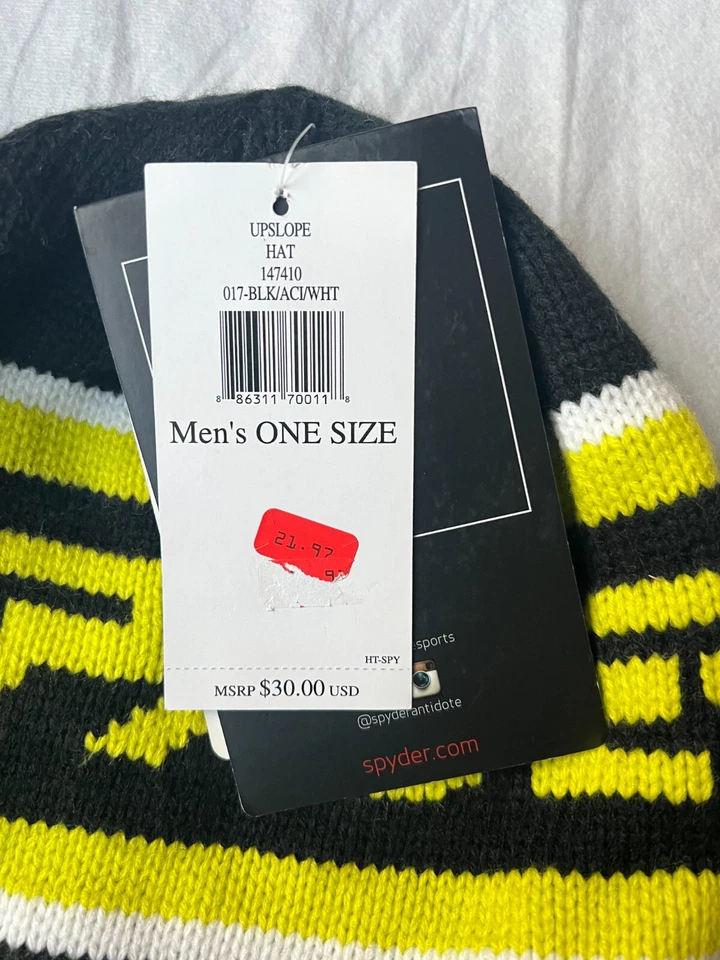 UPSLOPE
HAT
147410
017-BLK/ACI/WHT
8 86311 70011 8
Men's ONE SIZE
21.97
HT-SPY
MSRP $30.00 USD
sports
@spyderantidote
spyder.com